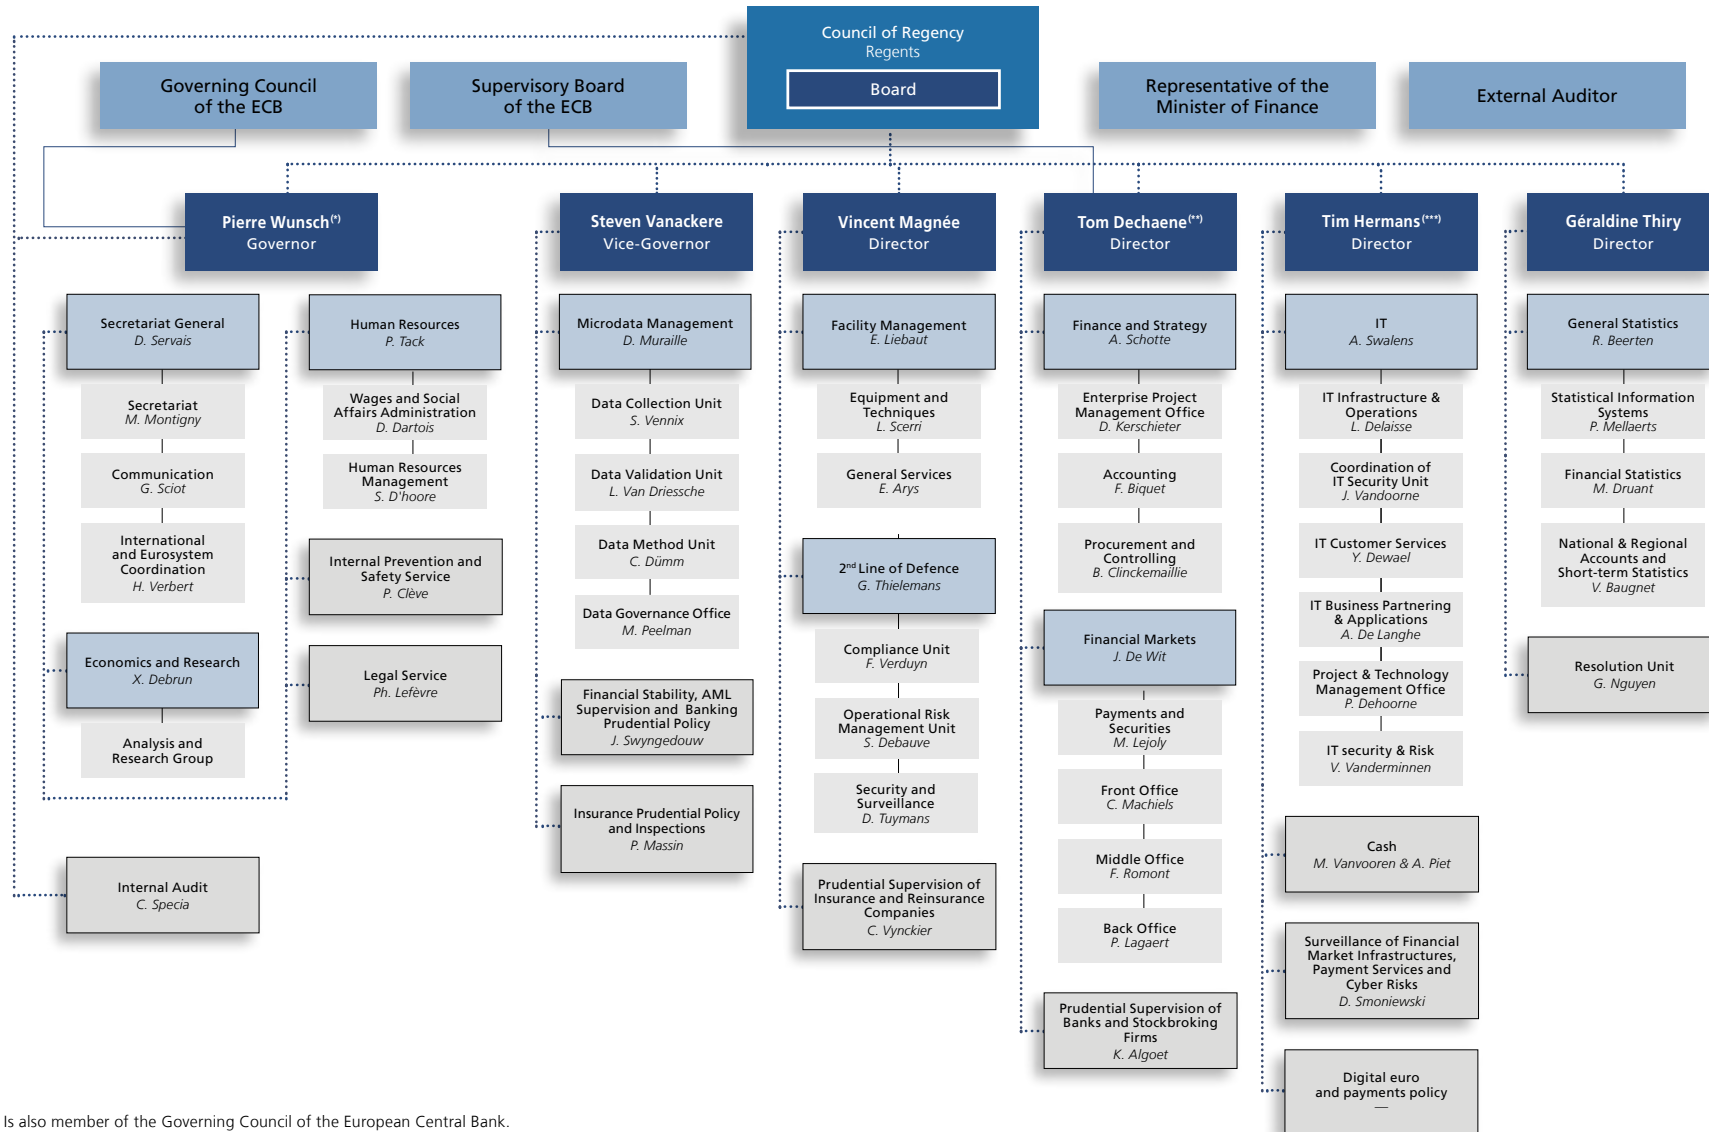 Council of Regency
Regents
Board
Governing Council
of the ECB
Supervisory Board
of the ECB
Representative of the
Minister of Finance
External Auditor
Pierre Wunsch(*)
Governor
Steven Vanackere
Vice-Governor
Vincent Magnée
Director
Tom Dechaene(**)
Director
Tim Hermans(***)
Director
Géraldine Thiry
Director
Secretariat General
D. Servais
Secretariat
M. Montigny
Communication
G. Sciot
International
and Eurosystem
Coordination
H. Verbert
Economics and Research
X. Debrun
Analysis and
Research Group
Internal Audit
C. Specia
Human Resources
P. Tack
Wages and Social
Affairs Administration
D. Dartois
Human Resources
Management
S. D'hoore
Internal Prevention and
Safety Service
P. Clève
Legal Service
Ph. Lefèvre
Microdata Management
D. Muraille
Data Collection Unit
S. Vennix
Data Validation Unit
L. Van Driessche
Data Method Unit
C. Dümm
Data Governance Office
M. Peelman
Financial Stability, AML
Supervision and Banking
Prudential Policy
J. Swyngedouw
Insurance Prudential Policy
and Inspections
P. Massin
Facility Management
E. Liebaut
Equipment and
Techniques
L. Scerri
General Services
E. Arys
2nd Line of Defence
G. Thielemans
Compliance Unit
F. Verduyn
Operational Risk
Management Unit
S. Debauve
Security and
Surveillance
D. Tuymans
Prudential Supervision of
Insurance and Reinsurance
Companies
C. Vynckier
Finance and Strategy
A. Schotte
Enterprise Project
Management Office
D. Kerschieter
Accounting
F. Biquet
Procurement and
Controlling
B. Clinckemaillie
Financial Markets
J. De Wit
Payments and
Securities
M. Lejoly
Front Office
C. Machiels
Middle Office
F. Romont
Back Office
P. Lagaert
Prudential Supervision of
Banks and Stockbroking
Firms
K. Algoet
IT
A. Swalens
IT Infrastructure &
Operations
L. Delaisse
Coordination of
IT Security Unit
J. Vandoorne
IT Customer Services
Y. Dewael
IT Business Partnering
& Applications
A. De Langhe
Project & Technology
Management Office
P. Dehoorne
IT security & Risk
V. Vanderminnen
Cash
M. Vanvooren & A. Piet
Surveillance of Financial
Market Infrastructures,
Payment Services and
Cyber Risks
D. Smoniewski
Digital euro
and payments policy
—
General Statistics
R. Beerten
Statistical Information
Systems
P. Mellaerts
Financial Statistics
M. Druant
National & Regional
Accounts and
Short-term Statistics
V. Baugnet
Resolution Unit
G. Nguyen
Is also member of the Governing Council of the European Central Bank.